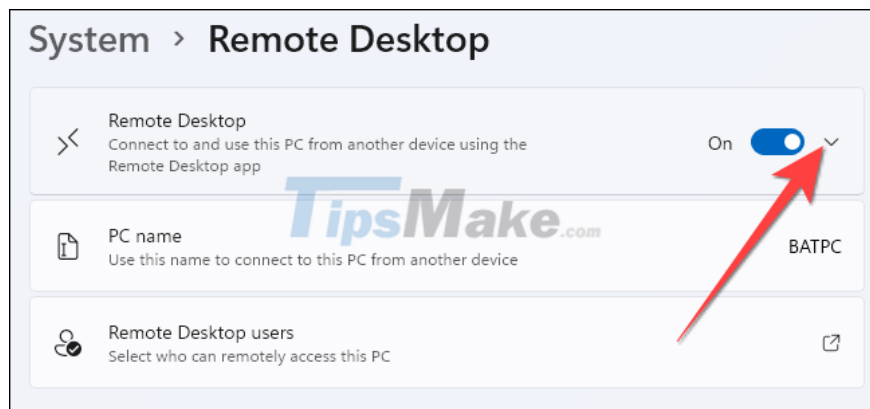 System > Remote Desktop
Remote Desktop
Connect to and use this PC from another device using the
Remote Desktop app
On
TipsMake.com
PC name
Use this name to connect to this PC from another device
BATPC
Remote Desktop users
Select who can remotely access this PC